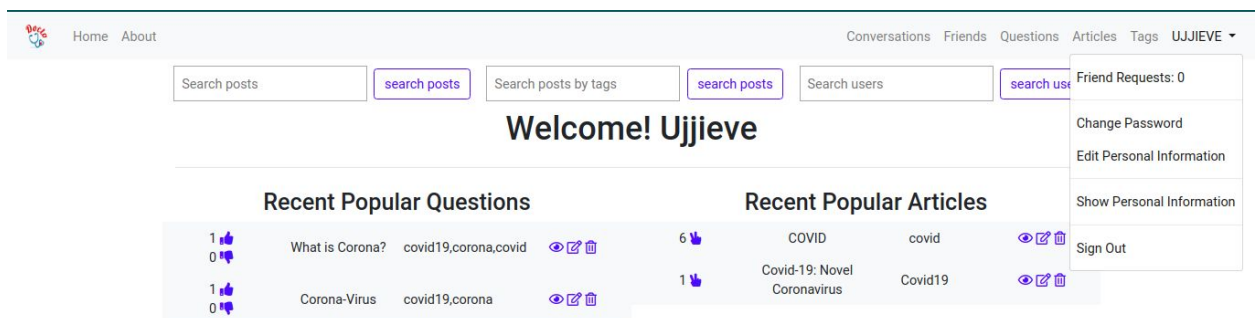 Docto
Home About Conversations Friends Questions Articles Tags UJJIEVE
Search posts search posts Search posts by tags search posts Search users search use
Friend Requests: 0
Change Password
Edit Personal Information
Show Personal Information
Sign Out
Welcome! Ujjieve
Recent Popular Questions
1
0
What is Corona? covid19,corona,covid
1
0
Corona-Virus covid19,corona
Recent Popular Articles
6 COVID covid
1 Covid-19: Novel
Coronavirus
Covid19